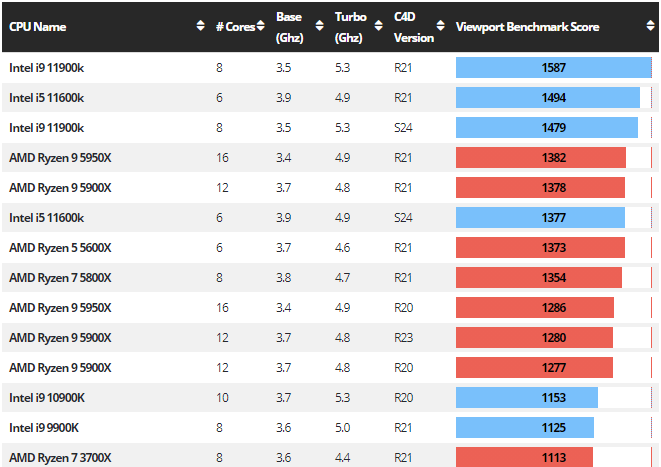 CPU Name # Cores Base (Ghz) Turbo (Ghz) C4D Version Viewport Benchmark Score
Intel i9 11900k 8 3.5 5.3 R21 1587
Intel i5 11600k 6 3.9 4.9 R21 1494
Intel i9 11900k 8 3.5 5.3 S24 1479
AMD Ryzen 9 5950X 16 3.4 4.9 R21 1382
AMD Ryzen 9 5900X 12 3.7 4.8 R21 1378
Intel i5 11600k 6 3.9 4.9 S24 1377
AMD Ryzen 5 5600X 6 3.7 4.6 R21 1373
AMD Ryzen 7 5800X 8 3.8 4.7 R21 1354
AMD Ryzen 9 5950X 16 3.4 4.9 R20 1286
AMD Ryzen 9 5900X 12 3.7 4.8 R23 1280
AMD Ryzen 9 5900X 12 3.7 4.8 R20 1277
Intel i9 10900K 10 3.7 5.3 R20 1153
Intel i9 9900K 8 3.6 5.0 R21 1125
AMD Ryzen 7 3700X 8 3.6 4.4 R21 1113